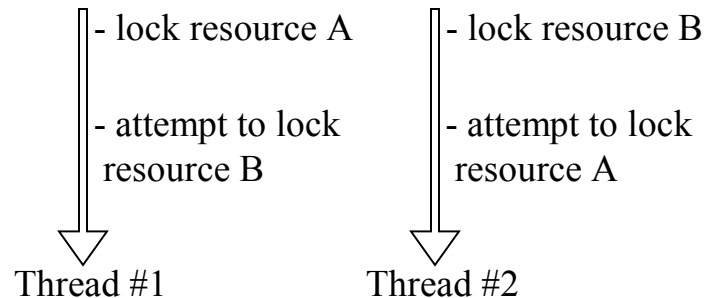 - lock resource A
- attempt to lock
resource B
Thread #1
- lock resource B
- attempt to lock
resource A
Thread #2